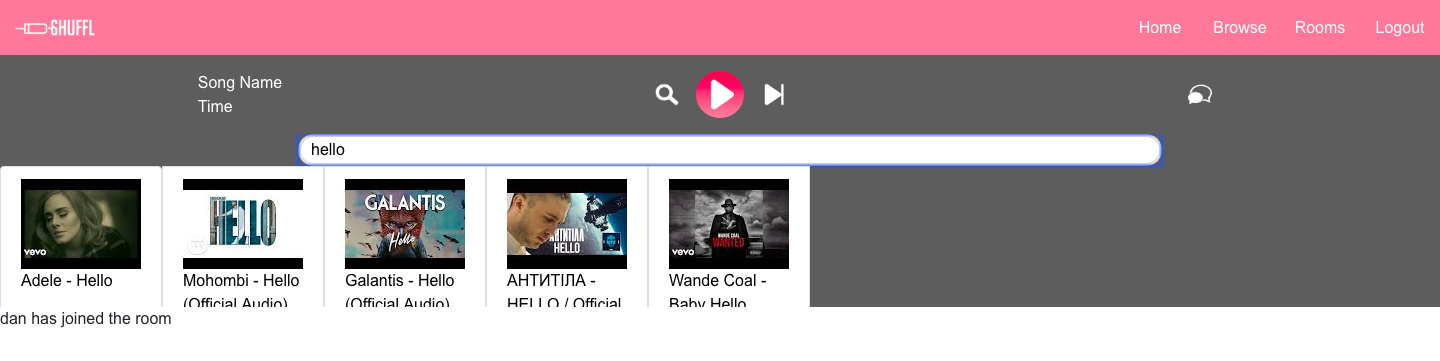 SHUFFL
Home Browse Rooms Logout
Song Name
Time
hello
HELLO
GALANTIS
Hello
АНТИТІЛА
HELLO
WANDE COAL
WANTED
vevo
vevo
Adele - Hello
Mohombi - Hello
(Official Audio)
Galantis - Hello
(Official Audio)
АНТИТІЛА -
HELLO / Official
Wande Coal -
Baby Hello
dan has joined the room